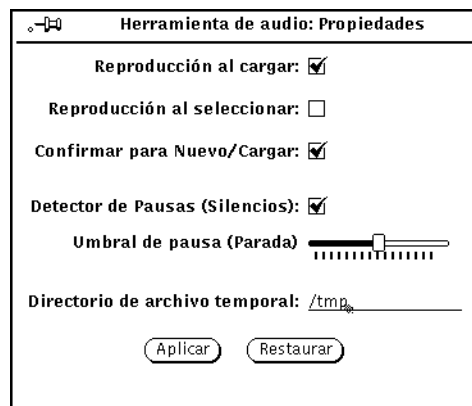 Herramienta de audio: Propiedades
Reproducción al cargar:
Reproducción al seleccionar:
Confirmar para Nuevo/Cargar:
Detector de Pausas (Silencios):
Umbral de pausa (Parada)
Directorio de archivo temporal: /tmp
Aplicar Restaurar